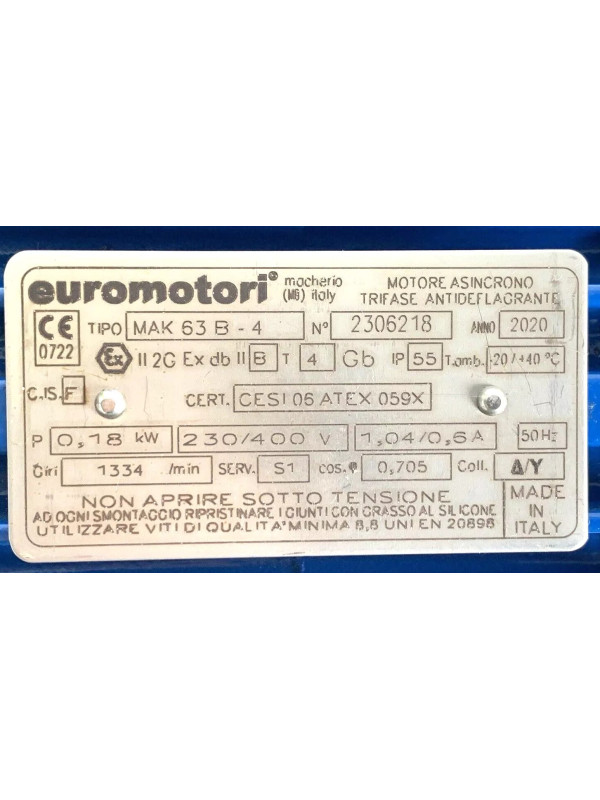 euromotori® macherio (MB) italy MOTORE ASINCRONO TRIFASE ANTIDEFLAGRANTE
CE 0722 TIPO MAK 63 B - 4 N° 2306218 ANNO 2020
Ex II 2G Ex db II B T 4 Gb IP 55 T.amb. -20/+40 °C
C.IS. F CERT. CESI 06 ATEX 059X
P 0,18 kW 230/400 V 1,04/0,6 A 50 Hz
Giri 1334 /min SERV. S1 cos.φ 0,705 Coll. Δ/Y
NON APRIRE SOTTO TENSIONE
AD OGNI SMONTAGGIO RIPRISTINARE I GIUNTI CON GRASSO AL SILICONE
UTILIZZARE VITI DI QUALITA' MINIMA 8,8 UNI EN 20898
MADE
IN
ITALY